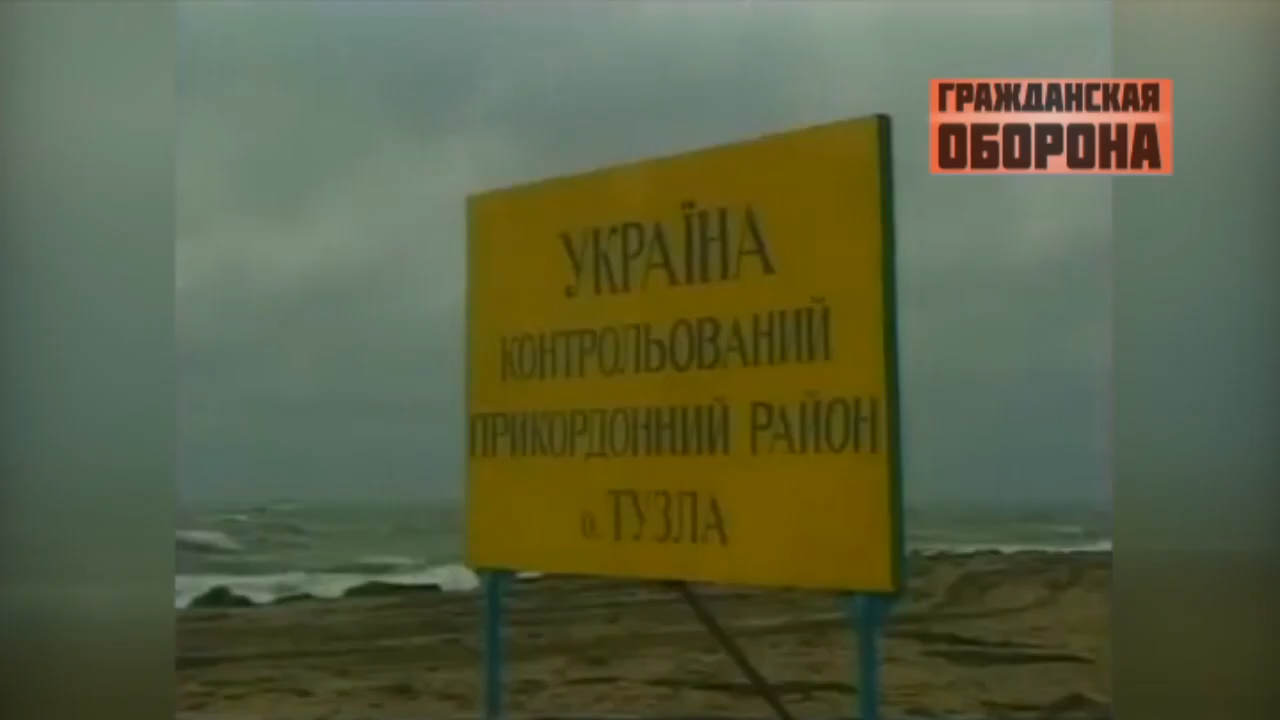 ГРАЖДАНСКАЯ
ОБОРОНА
УКРАЇНА
КОНТРОЛЬОВАНИЙ
ПРИКОРДОННИЙ РАЙОН
о. ТУЗЛА